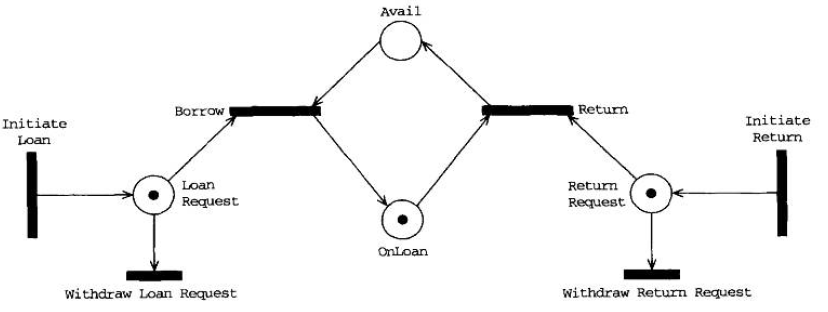 Avail
Borrow
Return
Initiate
Loan
Initiate
Return
Loan
Request
Return
Request
OnLoan
Withdraw Loan Request
Withdraw Return Request